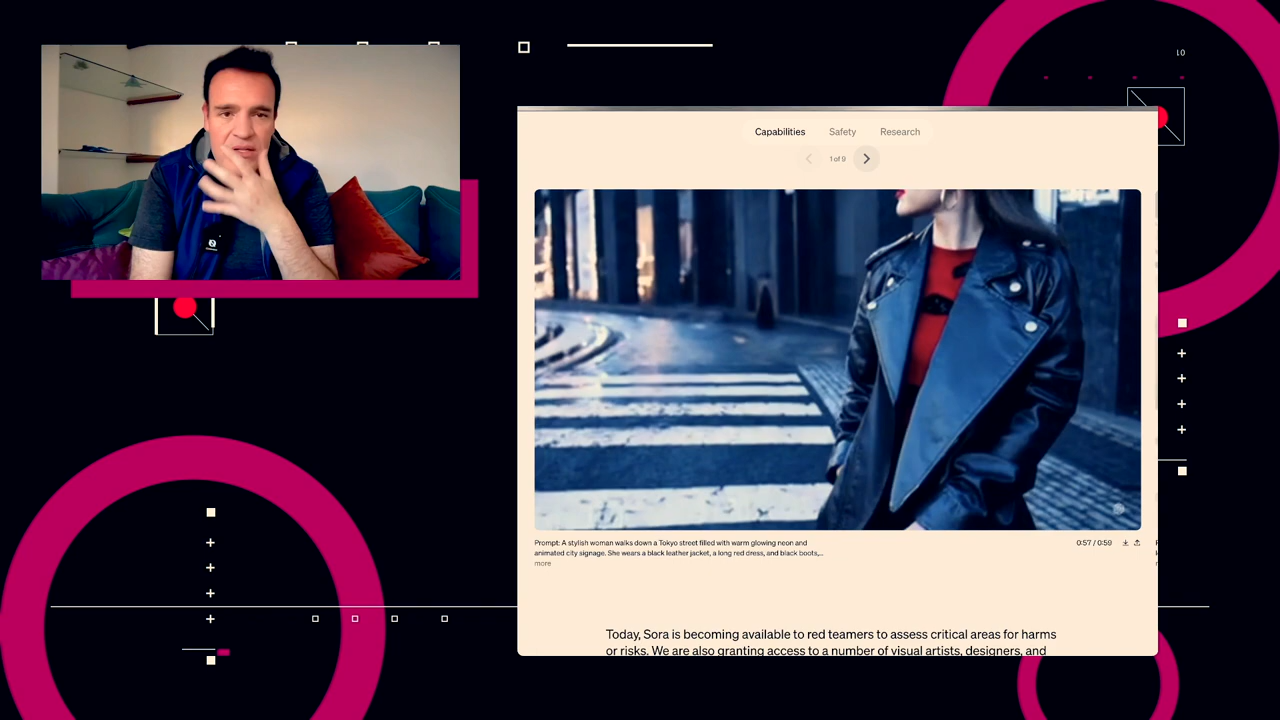 10
Capabilities Safety Research
1 of 9
Prompt: A stylish woman walks down a Tokyo street filled with warm glowing neon and
animated city signage. She wears a black leather jacket, a long red dress, and black boots,...
more
0:57 / 0:59
Today, Sora is becoming available to red teamers to assess critical areas for harms
or risks. We are also granting access to a number of visual artists, designers, and